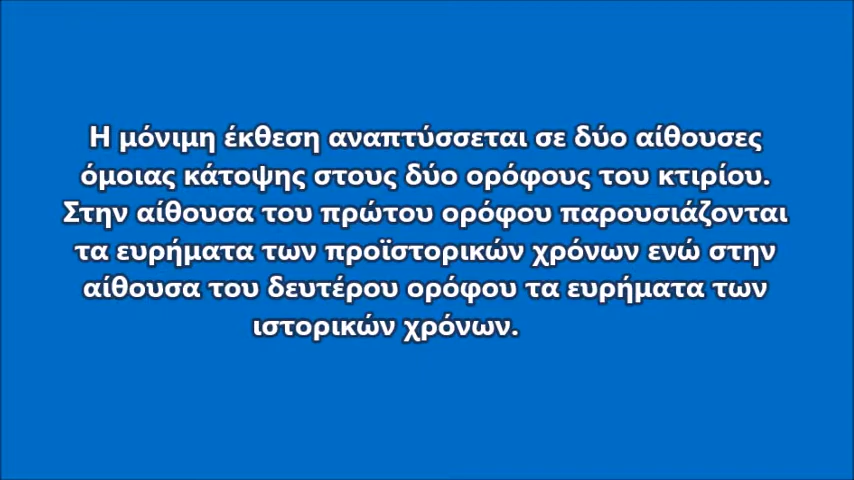 Η μόνιμη έκθεση αναπτύσσεται σε δύο αίθουσες
όμοιας κάτοψης στους δύο ορόφους του κτιρίου.
Στην αίθουσα του πρώτου ορόφου παρουσιάζονται
τα ευρήματα των προϊστορικών χρόνων ενώ στην
αίθουσα του δευτέρου ορόφου τα ευρήματα των
ιστορικών χρόνων.